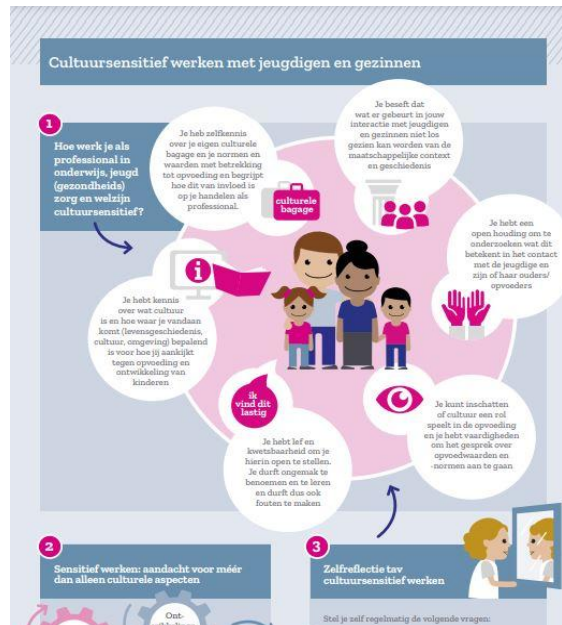 Cultuursensitief werken met jeugdigen en gezinnen
1
Hoe werk je als
professional in
onderwijs, jeugd
(gezondheids)
zorg en welzijn
cultuursensitief?
Je heb zelfkennis
over je eigen culturele
bagage en je normen en
waarden met betrekking
tot opvoeding en begrijpt
hoe dit van invloed is
op je handelen als
professional.
culturele
bagage
Je beseft dat
wat er gebeurt in jouw
interactie met jeugdigen
en gezinnen niet los
gezien kan worden van de
maatschappelijke context
en geschiedenis
Je hebt een
open houding om te
onderzoeken wat dit
betekent in het contact
met de jeugdige en
zijn of haar ouders/
opvoeders
Je kunt inschatten
of cultuur een rol
speelt in de opvoeding
en je hebt vaardigheden
om het gesprek over
opvoedwaarden en
-normen aan te gaan
ik
vind dit
lastig
Je hebt lef en
kwetsbaarheid om je
hierin open te stellen.
Je durft ongemak te
benoemen en te leren
en durft dus ook
fouten te maken
i
Je hebt kennis
over wat cultuur
is en hoe waar je vandaan
komt (levensgeschiedenis,
cultuur, omgeving) bepalend
is voor hoe jij aankijkt
tegen opvoeding en
ontwikkeling van
kinderen
2
Sensitief werken: aandacht voor méér
dan alleen culturele aspecten
Ont-
3
Zelfreflectie tav
cultuursensitief werken
Stel je zelf regelmatig de volgende vragen: